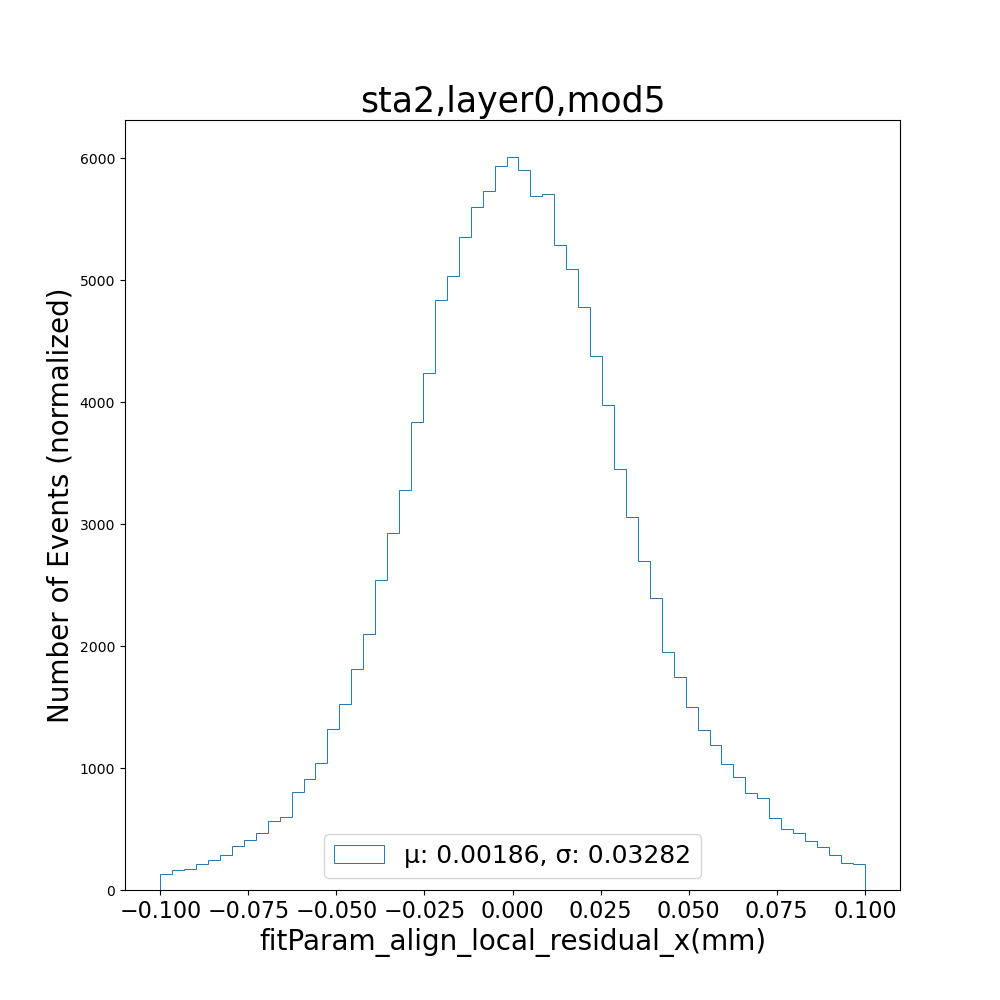 sta2,layer0,mod5
Number of Events (normalized)
6000
5000
4000
3000
2000
1000
0
μ: 0.00186, σ: 0.03282
−0.100 −0.075 −0.050 −0.025 0.000 0.025 0.050 0.075 0.100
fitParam_align_local_residual_x(mm)